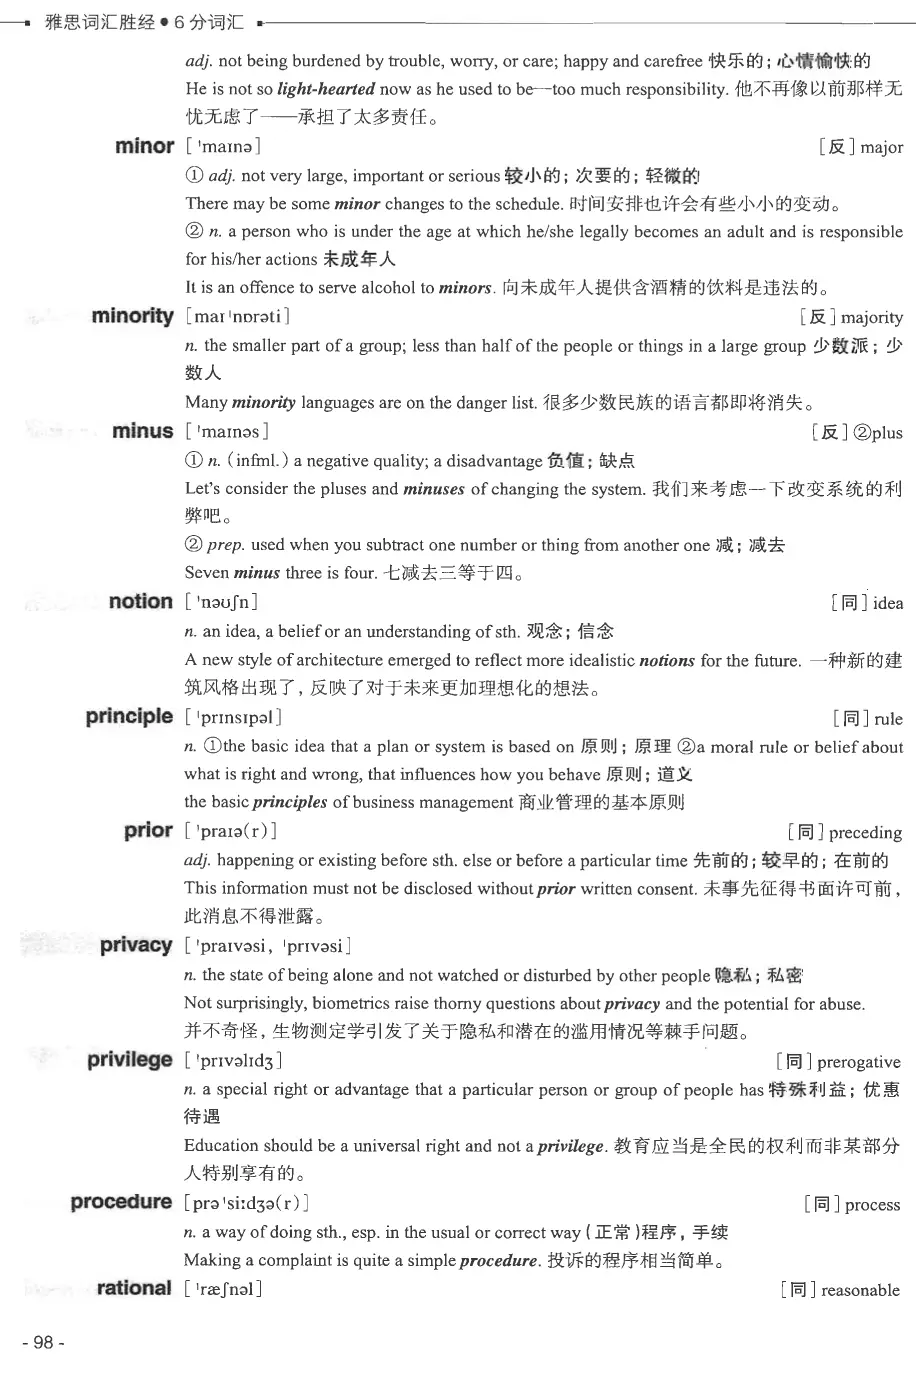 雅思词汇胜经●6分词汇
adj. not being burdened by trouble, worry, or care; happy and carefree 快乐的；心情愉快的
He is not so light-hearted now as he used to be—too much responsibility. 他不再像以前那样无
忧无虑了——承担了太多责任。
minor [ ˈmaɪnə] [反] major
① adj. not very large, important or serious 较小的；次要的；轻微的
There may be some minor changes to the schedule. 时间安排也许会有些小小的变动。
② n. a person who is under the age at which he/she legally becomes an adult and is responsible
for his/her actions 未成年人
It is an offence to serve alcohol to minors. 向未成年人提供含酒精的饮料是违法的。
minority [maɪˈnɒrəti] [反] majority
n. the smaller part of a group; less than half of the people or things in a large group 少数派；少
数人
Many minority languages are on the danger list. 很多少数民族的语言都即将消失。
minus [ ˈmaɪnəs] [反] ②plus
① n. (infml.) a negative quality; a disadvantage 负值；缺点
Let's consider the pluses and minuses of changing the system. 我们来考虑一下改变系统的利
弊吧。
② prep. used when you subtract one number or thing from another one 减；减去
Seven minus three is four. 七减去三等于四。
notion [ ˈnəʊʃn] [同] idea
n. an idea, a belief or an understanding of sth. 观念；信念
A new style of architecture emerged to reflect more idealistic notions for the future. 一种新的建
筑风格出现了，反映了对于未来更加理想化的想法。
principle [ ˈprɪnsɪpəl] [同] rule
n. ①the basic idea that a plan or system is based on 原则；原理 ②a moral rule or belief about
what is right and wrong, that influences how you behave 原则；道义
the basic principles of business management 商业管理的基本原则
prior [ ˈpraɪə(r)] [同] preceding
adj. happening or existing before sth. else or before a particular time 先前的；较早的；在前的
This information must not be disclosed without prior written consent. 未事先征得书面许可前，
此消息不得泄露。
privacy [ ˈpraɪvəsi, ˈprɪvəsi]
n. the state of being alone and not watched or disturbed by other people 隐私；私密
Not surprisingly, biometrics raise thorny questions about privacy and the potential for abuse.
并不奇怪，生物测定学引发了关于隐私和潜在的滥用情况等棘手问题。
privilege [ ˈprɪvəlɪdʒ] [同] prerogative
n. a special right or advantage that a particular person or group of people has 特殊利益；优惠
待遇
Education should be a universal right and not a privilege. 教育应当是全民的权利而非某部分
人特别享有的。
procedure [prəˈsiːdʒə(r)] [同] process
n. a way of doing sth., esp. in the usual or correct way (正常)程序，手续
Making a complaint is quite a simple procedure. 投诉的程序相当简单。
rational [ ˈræʃnəl] [同] reasonable
- 98 -